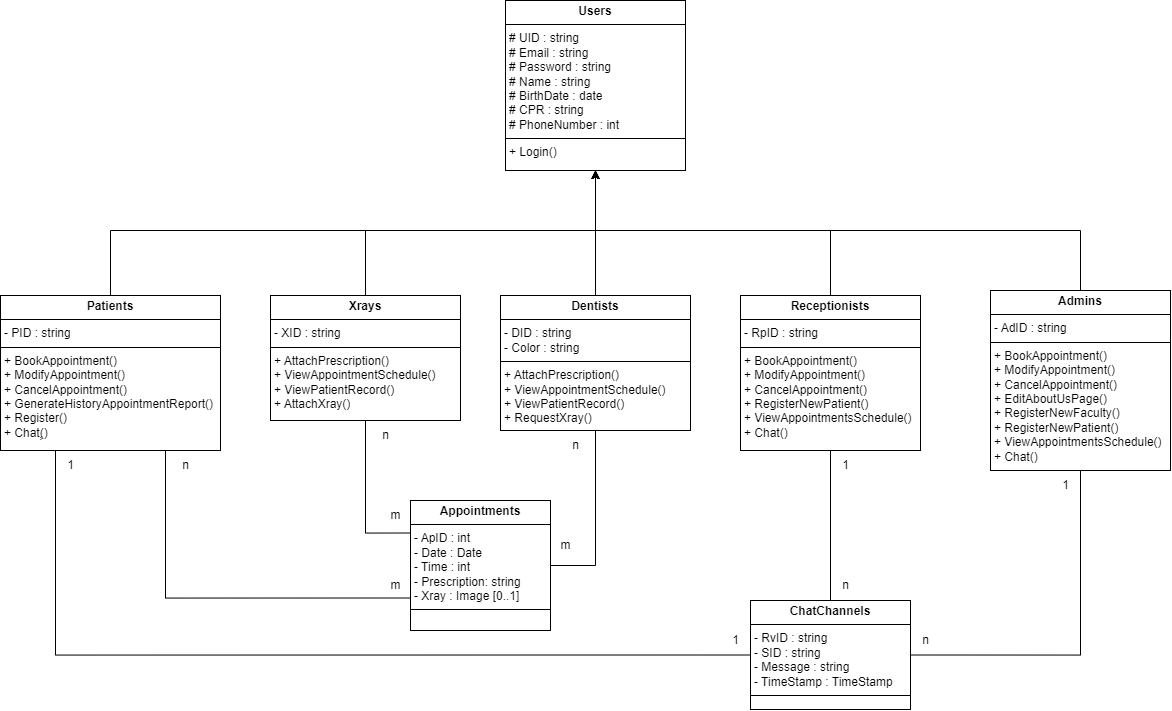 Users
# UID : string
# Email : string
# Password : string
# Name : string
# BirthDate : date
# CPR : string
# PhoneNumber : int
+ Login()
Patients
- PID : string
+ BookAppointment()
+ ModifyAppointment()
+ CancelAppointment()
+ GenerateHistoryAppointmentReport()
+ Register()
+ Chat()
Xrays
- XID : string
+ AttachPrescription()
+ ViewAppointmentSchedule()
+ ViewPatientRecord()
+ AttachXray()
Dentists
- DID : string
- Color : string
+ AttachPrescription()
+ ViewAppointmentSchedule()
+ ViewPatientRecord()
+ RequestXray()
Receptionists
- RpID : string
+ BookAppointment()
+ ModifyAppointment()
+ CancelAppointment()
+ RegisterNewPatient()
+ ViewAppointmentsSchedule()
+ Chat()
Admins
- AdID : string
+ BookAppointment()
+ ModifyAppointment()
+ CancelAppointment()
+ EditAboutUsPage()
+ RegisterNewFaculty()
+ RegisterNewPatient()
+ ViewAppointmentsSchedule()
+ Chat()
1
n
n
n
1
1
m
m
m
Appointments
- ApID : int
- Date : Date
- Time : int
- Prescription: string
- Xray : Image [0..1]
n
1
n
ChatChannels
- RvID : string
- SID : string
- Message : string
- TimeStamp : TimeStamp